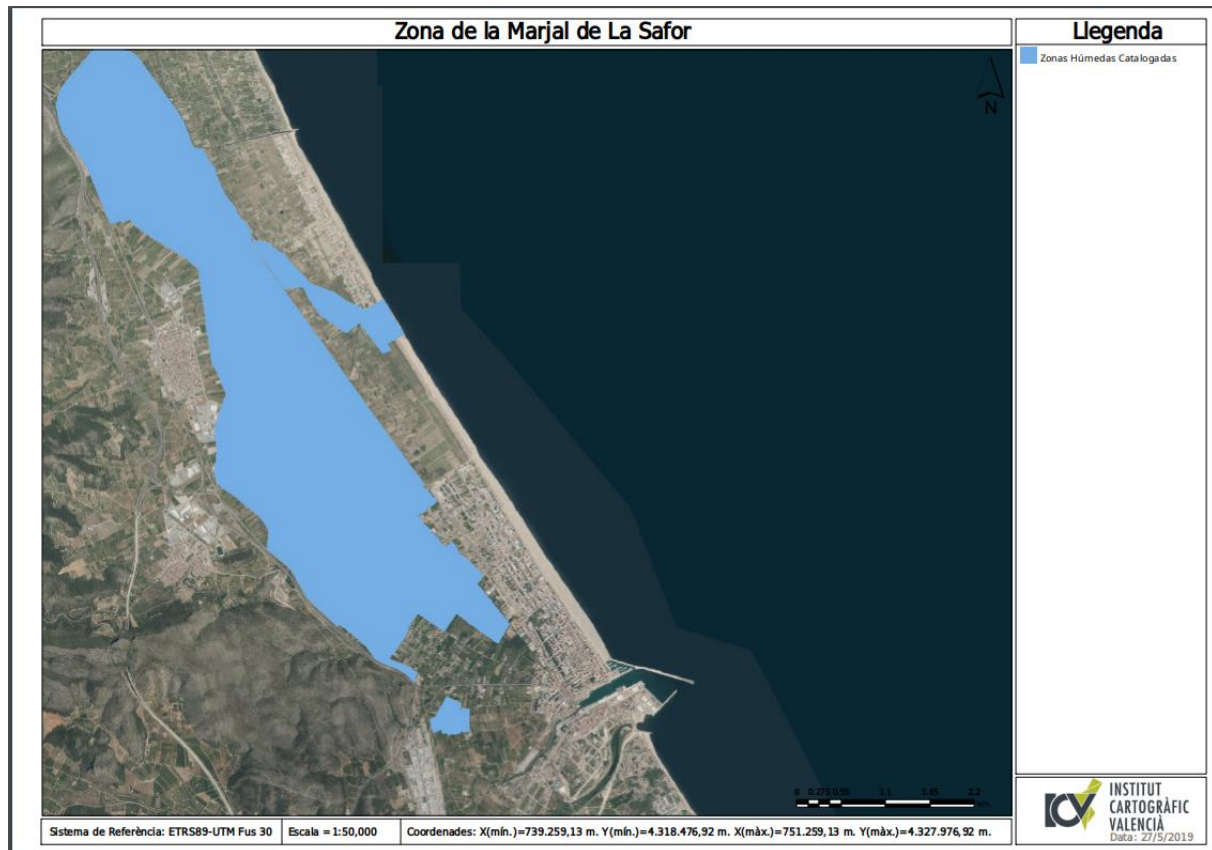 Zona de la Marjal de La Safor
Llegenda
Zonas Húmedas Catalogadas
N
0 0.275 0.55 1.1 1.65 2.2
Km.
Sistema de Referència: ETRS89-UTM Fus 30
Escala = 1:50,000
Coordenades: X(mín.)=739.259,13 m. Y(mín.)=4.318.476,92 m. X(màx.)=751.259,13 m. Y(màx.)=4.327.976,92 m.
ICV
INSTITUT
CARTOGRÀFIC
VALENCIÀ
Data: 27/5/2019